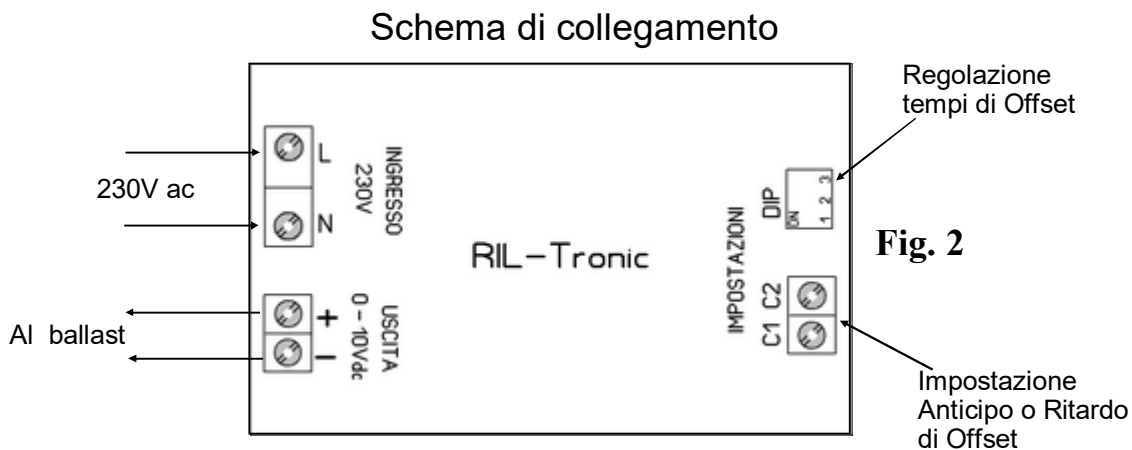 Schema di collegamento
Regolazione
tempi di Offset
230V ac
L
N
INGRESSO
230V
RIL-Tronic
IMPOSTAZIONI
DIP
ON
1 2 3
Fig. 2
C1 C2
Al ballast
+
-
USCITA
0-10Vdc
Impostazione
Anticipo o Ritardo
di Offset